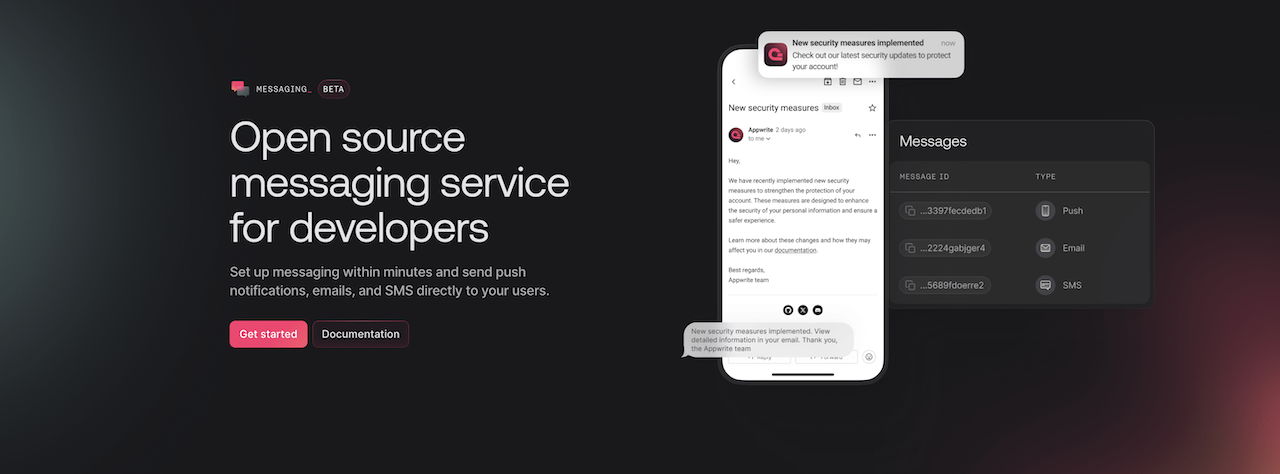 MESSAGING_ BETA
Open source
messaging service
for developers
Set up messaging within minutes and send push
notifications, emails, and SMS directly to your users.
Get started Documentation
New security measures implemented now
Check out our latest security updates to protect
your account!
New security measures Inbox
Appwrite 2 days ago
to me
Hey,
We have recently implemented new security
measures to strengthen the protection of your
account. These measures are designed to enhance
the security of your personal information and ensure a
safer experience.
Learn more about these changes and how they may
affect you in our documentation.
Best regards,
Appwrite team
New security measures implemented. View
detailed information in your email. Thank you,
the Appwrite team
Messages
MESSAGE ID TYPE
...3397fecdedb1 Push
...2224gabjger4 Email
...5689fdoerre2 SMS